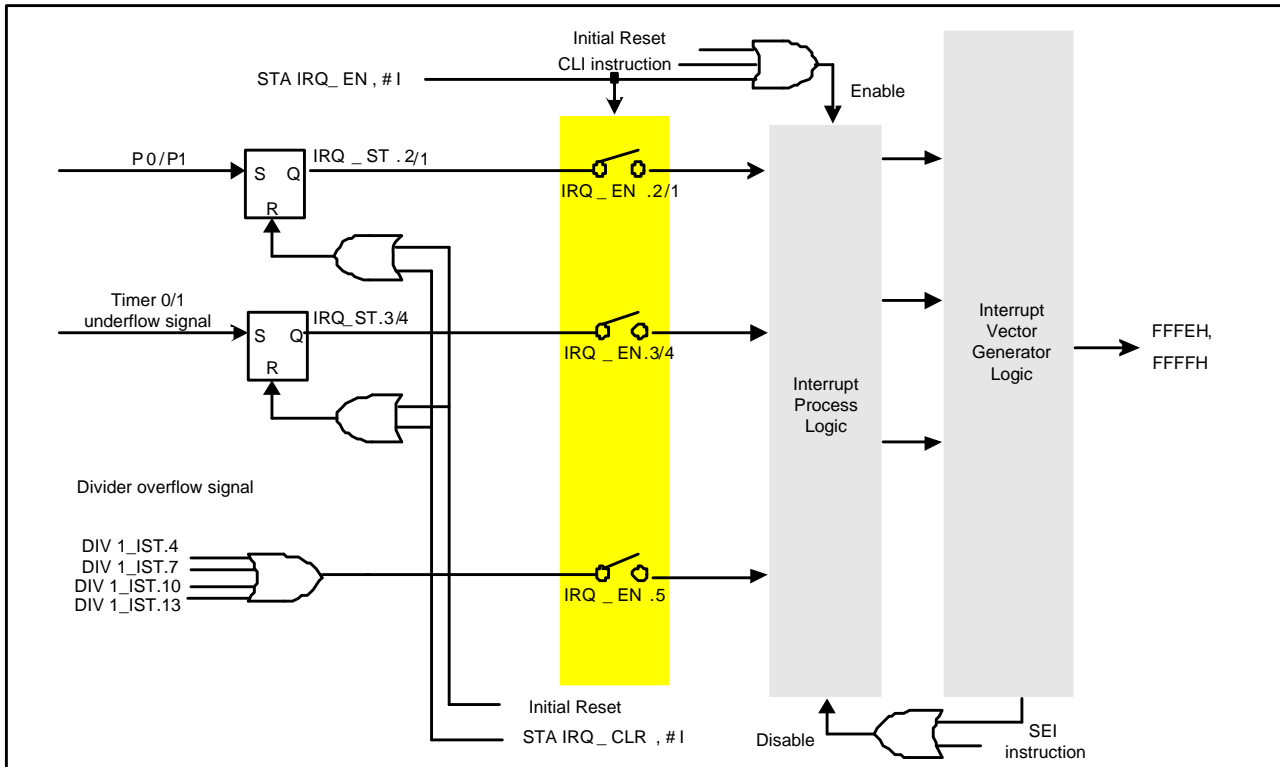 Initial Reset
CLI instruction
STA IRQ_ EN , # I
Enable
P0/P1
IRQ _ ST .2/1
S Q
R
IRQ _ EN .2/1
Timer 0/1
underflow signal
IRQ_ST.3/4
S Q
R
IRQ _ EN.3/4
Interrupt
Process
Logic
Interrupt
Vector
Generator
Logic
FFFEH,
FFFFH
Divider overflow signal
DIV 1_IST.4
DIV 1_IST.7
DIV 1_IST.10
DIV 1_IST.13
IRQ _ EN .5
Initial Reset
STA IRQ_ CLR , # I
Disable
SEI
instruction